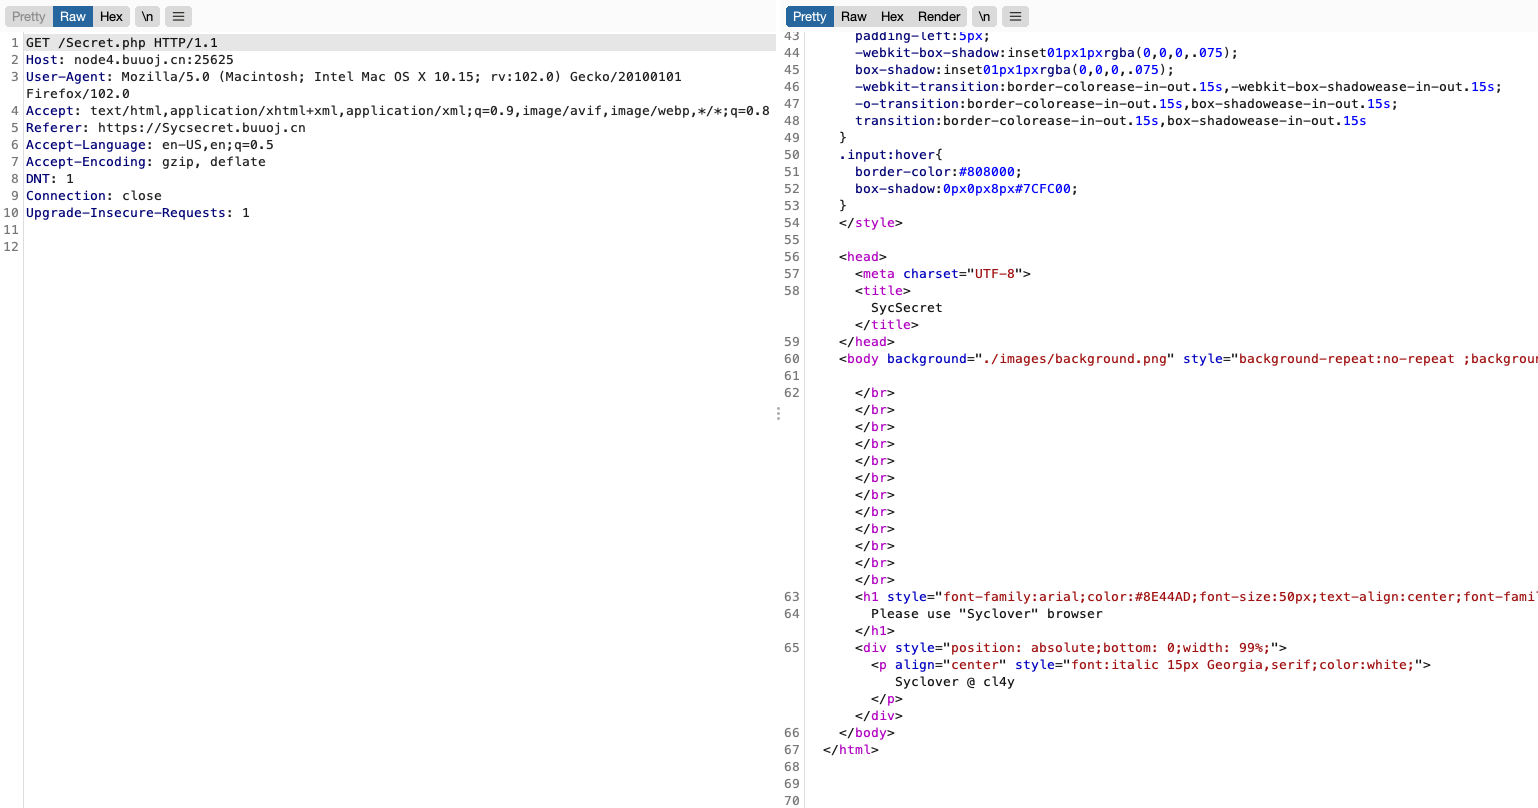 Pretty Raw Hex \n
1 GET /Secret.php HTTP/1.1
2 Host: node4.buuoj.cn:25625
3 User-Agent: Mozilla/5.0 (Macintosh; Intel Mac OS X 10.15; rv:102.0) Gecko/20100101
Firefox/102.0
4 Accept: text/html,application/xhtml+xml,application/xml;q=0.9,image/avif,image/webp,*/*;q=0.8
5 Referer: https://Sycsecret.buuoj.cn
6 Accept-Language: en-US,en;q=0.5
7 Accept-Encoding: gzip, deflate
8 DNT: 1
9 Connection: close
10 Upgrade-Insecure-Requests: 1
11
12
Pretty Raw Hex Render \n
43 padding-left:5px;
44 -webkit-box-shadow:inset01px1pxrgba(0,0,0,.075);
45 box-shadow:inset01px1pxrgba(0,0,0,.075);
46 -webkit-transition:border-colorease-in-out.15s,-webkit-box-shadowease-in-out.15s;
47 -o-transition:border-colorease-in-out.15s,box-shadowease-in-out.15s;
48 transition:border-colorease-in-out.15s,box-shadowease-in-out.15s
49 }
50 .input:hover{
51 border-color:#808000;
52 box-shadow:0px0px8px#7CFC00;
53 }
54 </style>
55
56 <head>
57 <meta charset="UTF-8">
58 <title>
SycSecret
</title>
59 </head>
60 <body background="./images/background.png" style="background-repeat:no-repeat ;backgrou
61
62 </br>
</br>
</br>
</br>
</br>
</br>
</br>
</br>
</br>
</br>
</br>
</br>
63 <h1 style="font-family:arial;color:#8E44AD;font-size:50px;text-align:center;font-fami
64 Please use "Syclover" browser
</h1>
65 <div style="position: absolute;bottom: 0;width: 99%;">
<p align="center" style="font:italic 15px Georgia,serif;color:white;">
Syclover @ cl4y
</p>
</div>
66 </body>
67 </html>
68
69
70